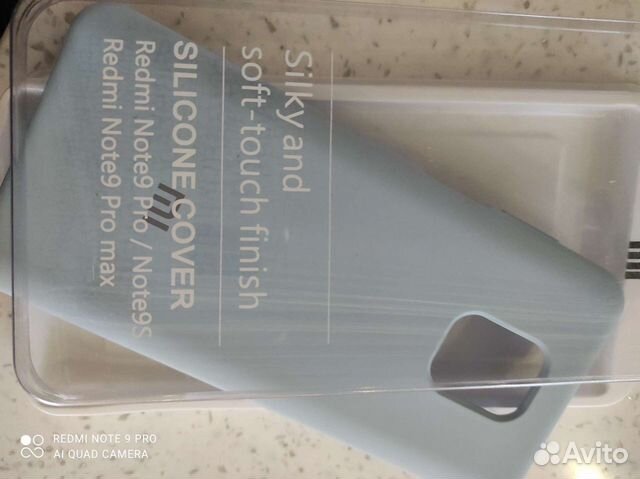 Silky and
soft-touch finish
SILICONE COVER
Redmi Note9 Pro / Note9S
Redmi Note9 Pro max
REDMI NOTE 9 PRO
AI QUAD CAMERA
Avito